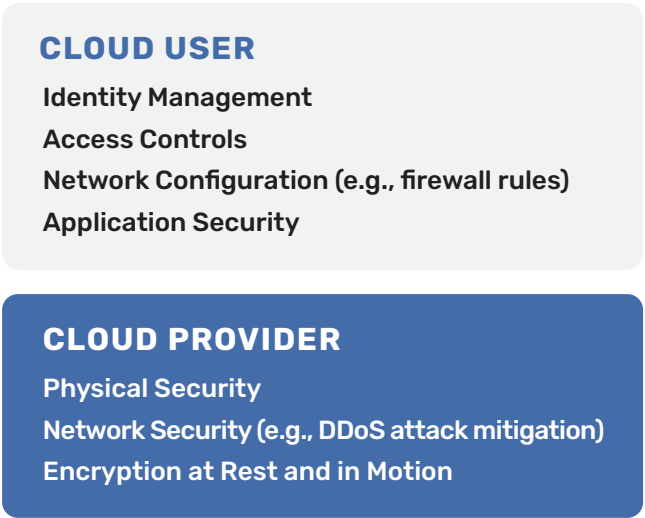 CLOUD USER
Identity Management
Access Controls
Network Configuration (e.g., firewall rules)
Application Security
CLOUD PROVIDER
Physical Security
Network Security (e.g., DDoS attack mitigation)
Encryption at Rest and in Motion